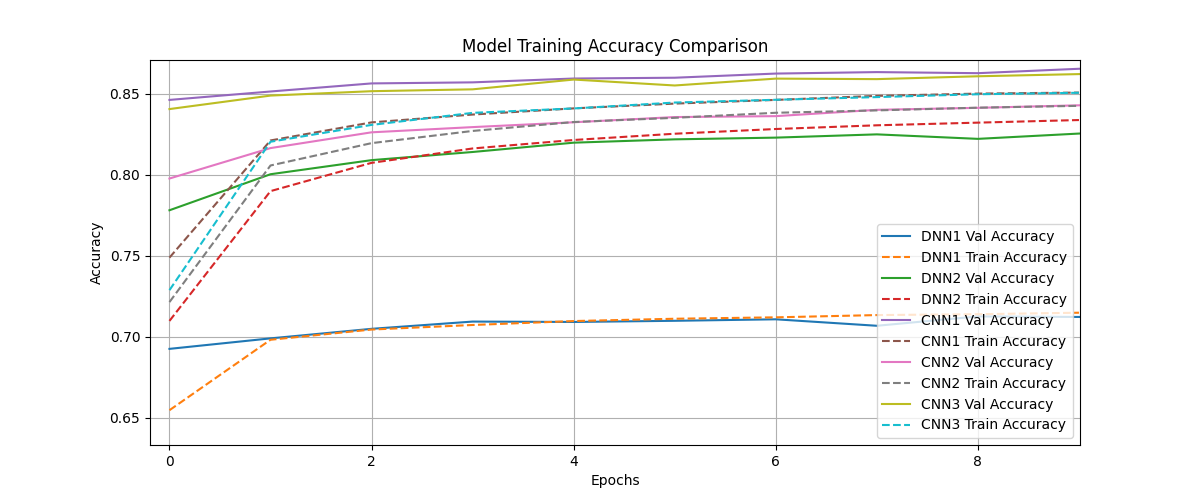 Model Training Accuracy Comparison
Accuracy
0.85
0.80
0.75
0.70
0.65
0 2 4 6 8
Epochs
DNN1 Val Accuracy
DNN1 Train Accuracy
DNN2 Val Accuracy
DNN2 Train Accuracy
CNN1 Val Accuracy
CNN1 Train Accuracy
CNN2 Val Accuracy
CNN2 Train Accuracy
CNN3 Val Accuracy
CNN3 Train Accuracy